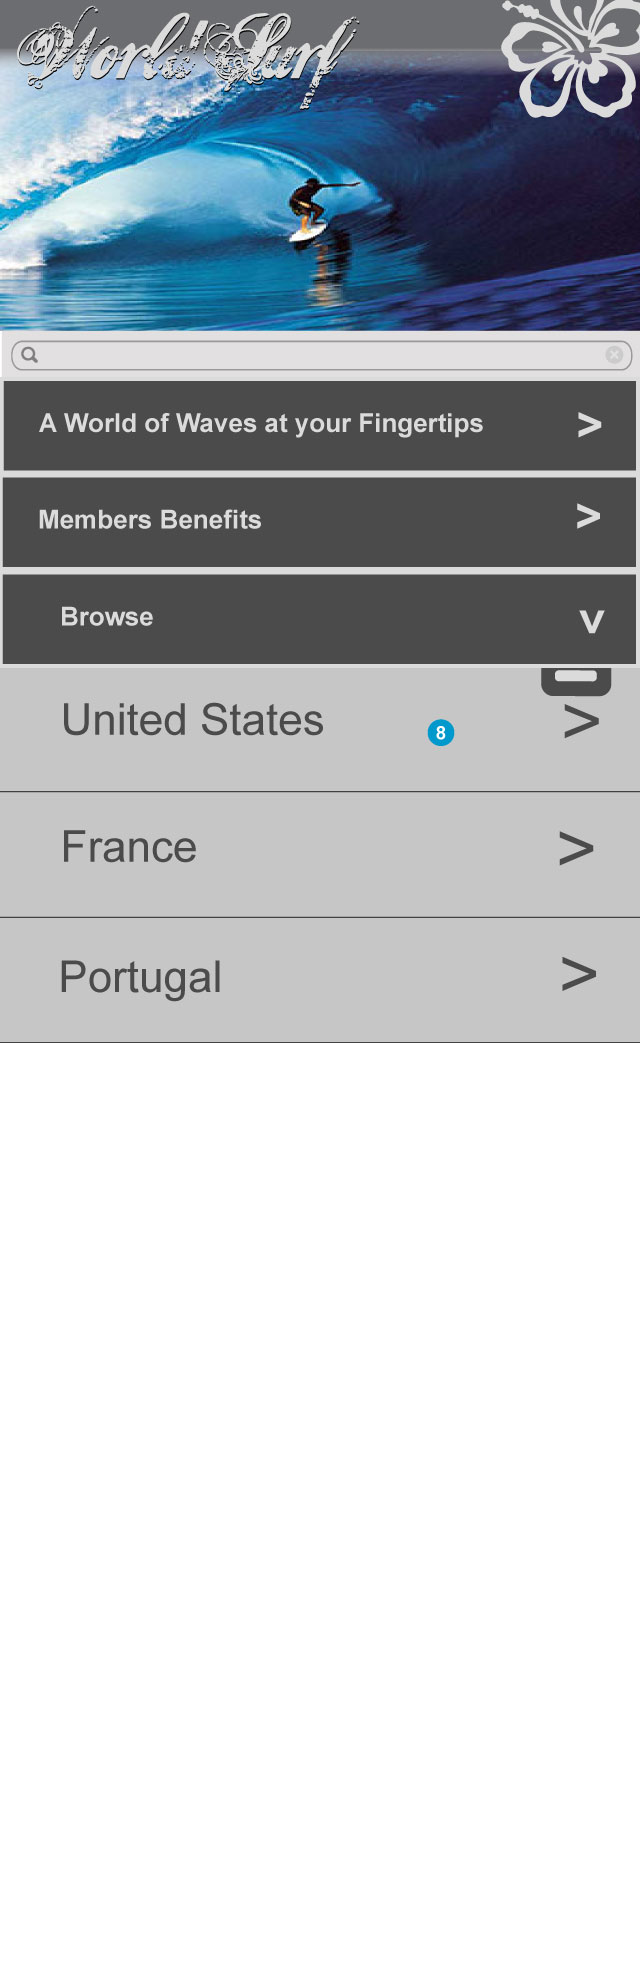 World Surf
A World of Waves at your Fingertips >
Members Benefits >
Browse v
United States 8 >
France >
Portugal >